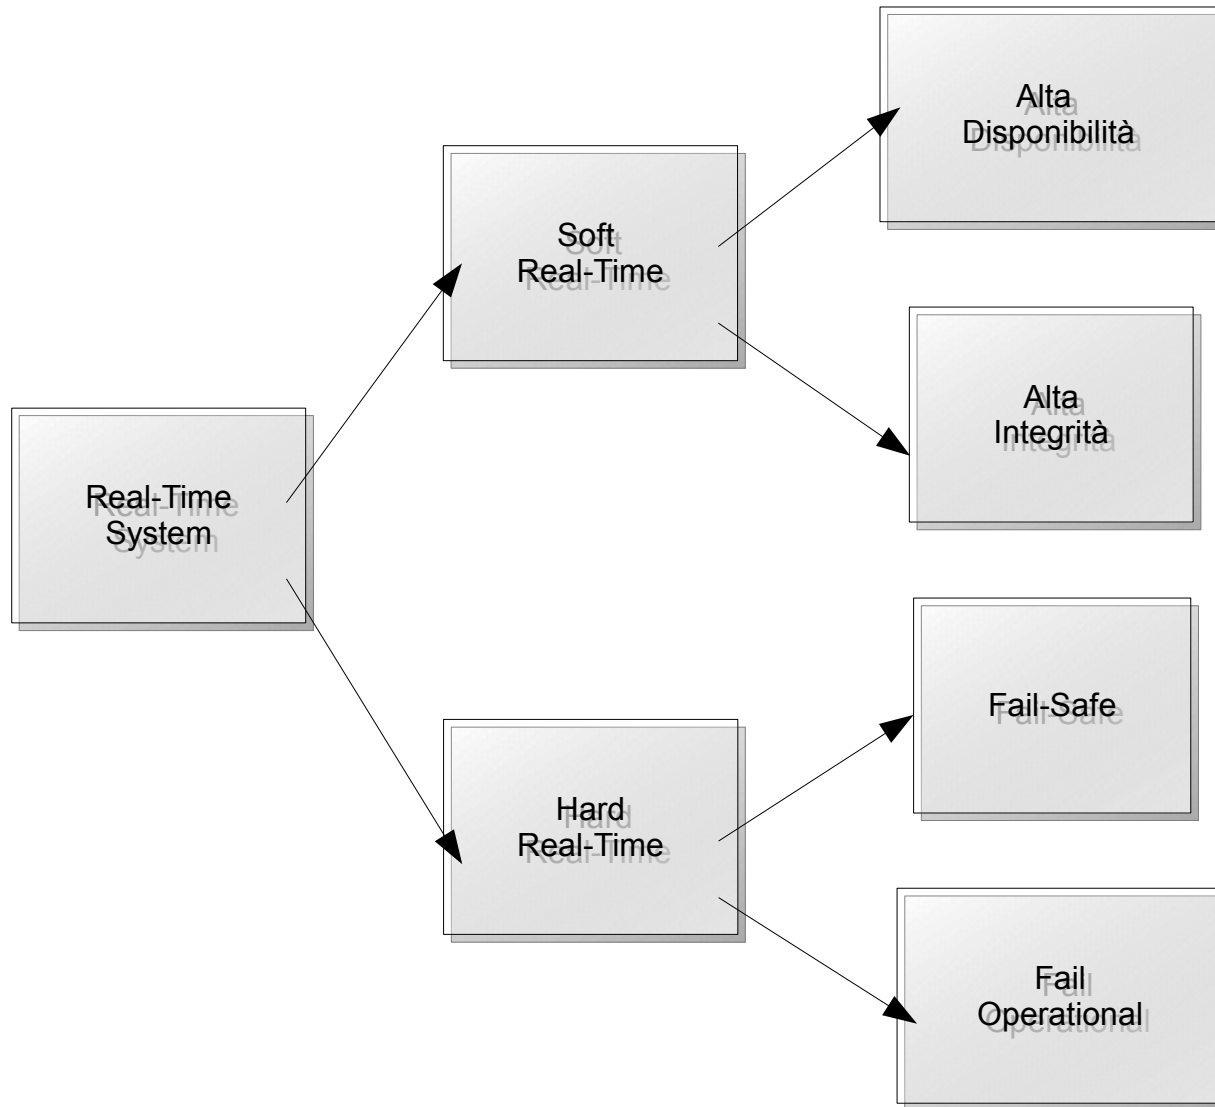 Alta
Disponibilità
Soft
Real-Time
Alta
Integrità
Real-Time
System
Fail-Safe
Hard
Real-Time
Fail
Operational